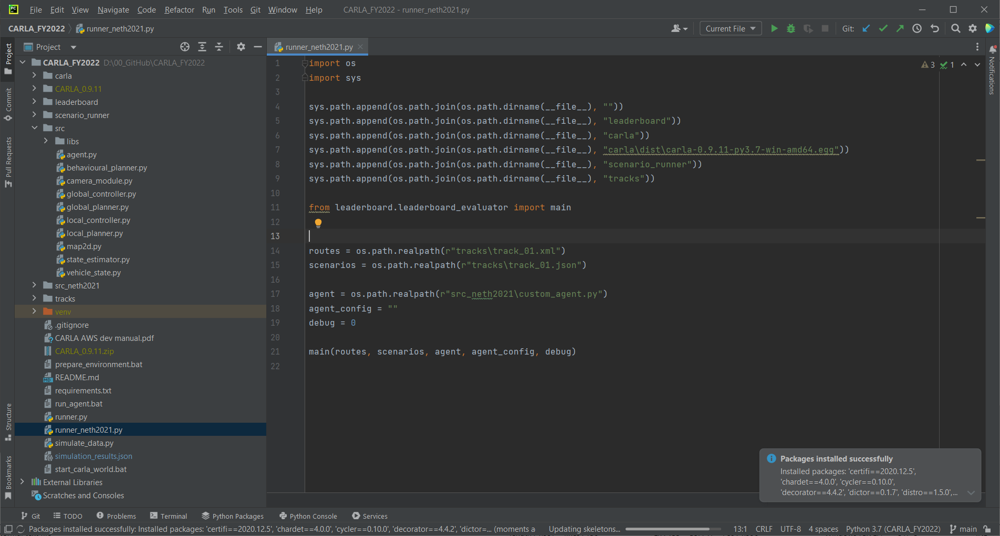 PC File Edit View Navigate Code Refactor Run Tools Git Window Help CARLA_FY2022 - runner_neth2021.py
CARLA_FY2022 runner_neth2021.py Current File Git:
Project
Commit
Pull Requests
Structure
Bookmarks
Project
CARLA_FY2022 D:\00_GitHub\CARLA_FY2022
carla
CARLA_0.9.11
leaderboard
scenario_runner
src
libs
agent.py
behavioural_planner.py
camera_module.py
global_controller.py
global_planner.py
local_controller.py
local_planner.py
map2d.py
state_estimator.py
vehicle_state.py
src_neth2021
tracks
venv
.gitignore
CARLA AWS dev manual.pdf
CARLA_0.9.11.zip
prepare_environment.bat
README.md
requirements.txt
run_agent.bat
runner.py
runner_neth2021.py
simulate_data.py
simulation_results.json
start_carla_world.bat
External Libraries
Scratches and Consoles
runner_neth2021.py
3 1
Notifications
1 import os
2 import sys
3
4 sys.path.append(os.path.join(os.path.dirname(__file__), ""))
5 sys.path.append(os.path.join(os.path.dirname(__file__), "leaderboard"))
6 sys.path.append(os.path.join(os.path.dirname(__file__), "carla"))
7 sys.path.append(os.path.join(os.path.dirname(__file__), "carla\dist\carla-0.9.11-py3.7-win-amd64.egg"))
8 sys.path.append(os.path.join(os.path.dirname(__file__), "scenario_runner"))
9 sys.path.append(os.path.join(os.path.dirname(__file__), "tracks"))
10
11 from leaderboard.leaderboard_evaluator import main
12
13
14 routes = os.path.realpath(r"tracks\track_01.xml")
15 scenarios = os.path.realpath(r"tracks\track_01.json")
16
17 agent = os.path.realpath(r"src_neth2021\custom_agent.py")
18 agent_config = ""
19 debug = 0
20
21 main(routes, scenarios, agent, agent_config, debug)
22
Packages installed successfully
Installed packages: 'certifi==2020.12.5',
'chardet==4.0.0', 'cycler==0.10.0',
'decorator==4.4.2', 'dictor==0.1.7', 'distro==1.5.0',...
Git TODO Problems Terminal Python Packages Python Console Services
Packages installed successfully: Installed packages: 'certifi==2020.12.5', 'chardet==4.0.0', 'cycler==0.10.0', 'decorator==4.4.2', 'dictor=... (moments a Updating skeletons... 13:1 CRLF UTF-8 4 spaces Python 3.7 (CARLA_FY2022) main